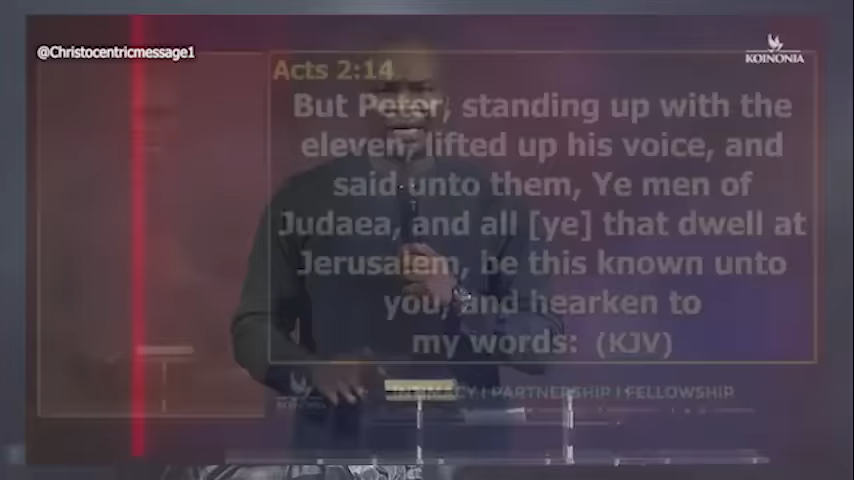 @Christocentricmessage1
KOINONIA
Acts 2:14
But Peter, standing up with the
eleven, lifted up his voice, and
said unto them, Ye men of
Judaea, and all [ye] that dwell at
Jerusalem, be this known unto
you, and hearken to
my words: (KJV)
KOINONIA
INTIMACY | PARTNERSHIP | FELLOWSHIP